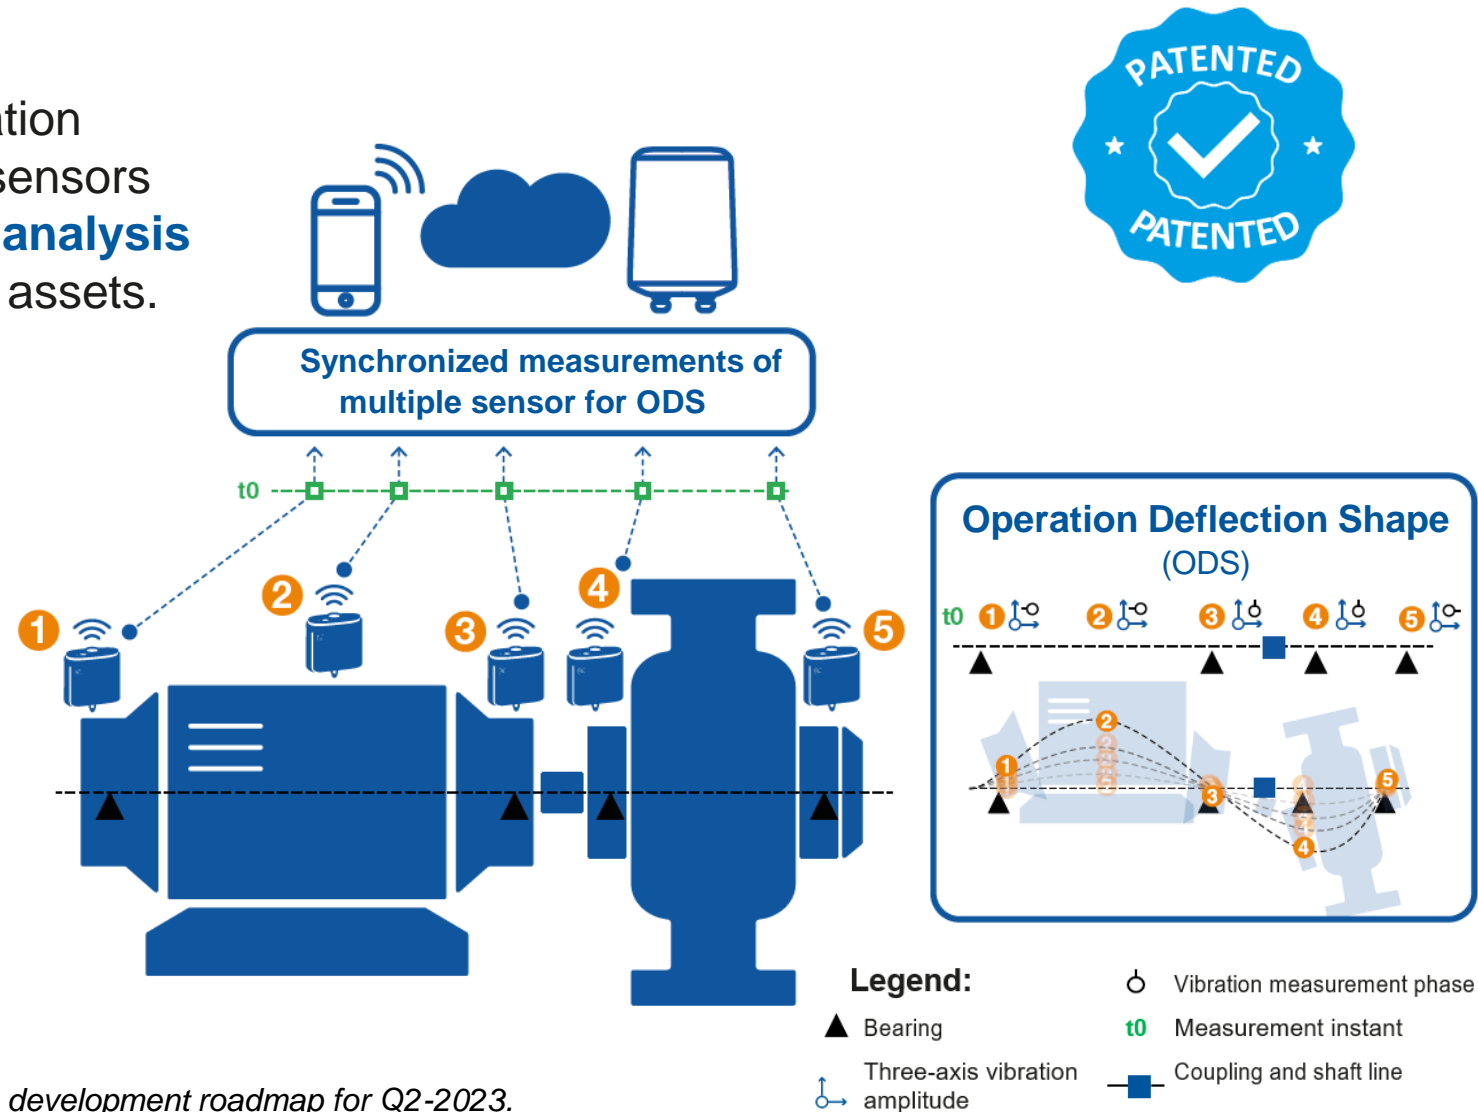 PATENTED
PATENTED
ation
sensors
analysis
assets.
Synchronized measurements of
multiple sensor for ODS
t0
1
2
3
4
5
Operation Deflection Shape
(ODS)
t0 1 2 3 4 5
2
1
3
5
4
Legend:
Bearing
Three-axis vibration
amplitude
Vibration measurement phase
t0 Measurement instant
Coupling and shaft line
development roadmap for Q2-2023.